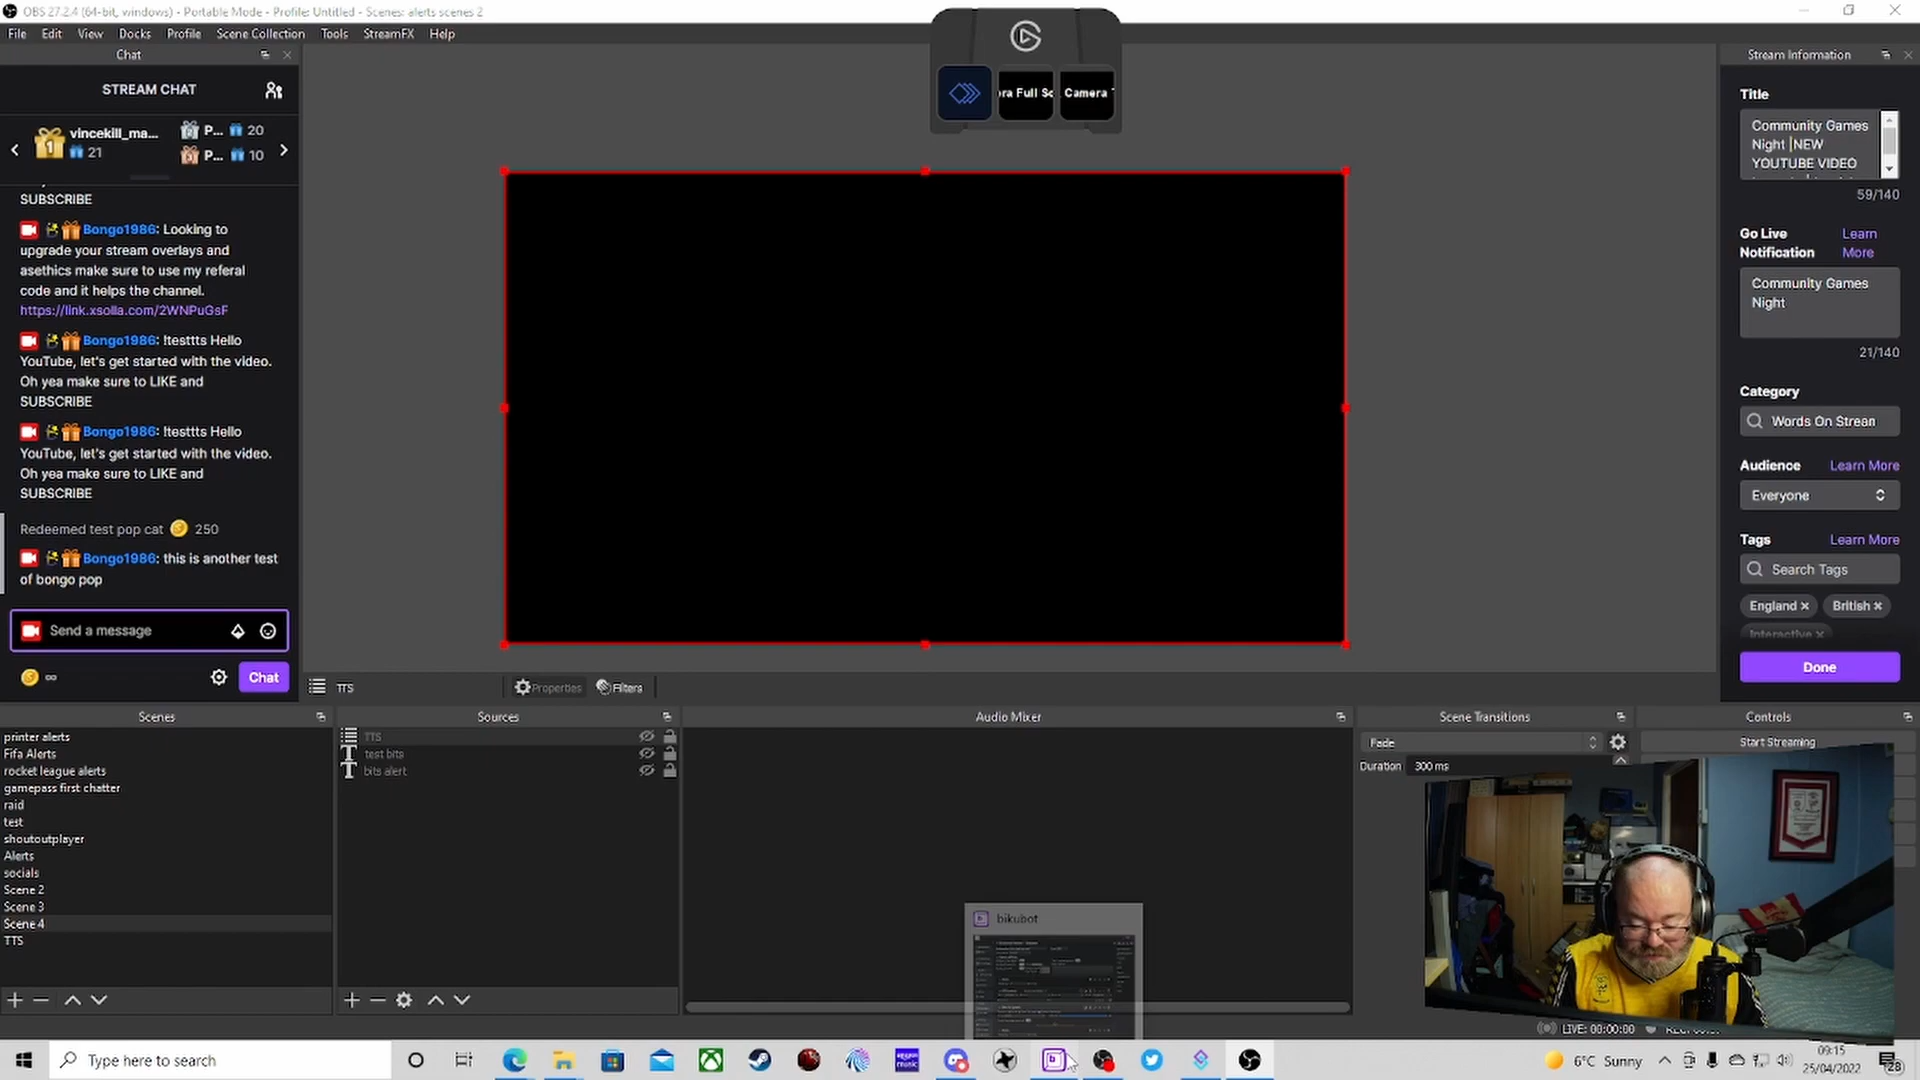 OBS 27.2.4 (64-bit, windows) - Portable Mode - Profile: Untitled - Scenes: alerts scenes 2
File Edit View Docks Profile Scene Collection Tools StreamFX Help
Chat
STREAM CHAT
vincekill_ma...
21
P... 20
P... 10
SUBSCRIBE
Bongo1986: Looking to
upgrade your stream overlays and
asethics make sure to use my referal
code and it helps the channel.
https://link.xsolla.com/2WNPuGsF
Bongo1986: !testtts Hello
YouTube, let's get started with the video.
Oh yea make sure to LIKE and
SUBSCRIBE
Bongo1986: !testtts Hello
YouTube, let's get started with the video.
Oh yea make sure to LIKE and
SUBSCRIBE
Redeemed test pop cat 250
Bongo1986: this is another test
of bongo pop
Send a message
∞
Chat
ra Full Sc
Camera
Stream Information
Title
Community Games
Night |NEW
YOUTUBE VIDEO
59/140
Go Live
Notification
Learn
More
Community Games
Night
21/140
Category
Words On Strean
Audience Learn More
Everyone
Tags Learn More
Search Tags
England × British ×
Interactive ×
Done
TTS
Properties Filters
Scenes
printer alerts
Fifa Alerts
rocket league alerts
gamepass first chatter
raid
test
shoutoutplayer
Alerts
socials
Scene 2
Scene 3
Scene 4
TTS
Sources
TTS
test bits
bits alert
Audio Mixer
Scene Transitions
Fade
Duration 300 ms
Controls
Start Streaming
bikubot
LIVE: 00:00:00
Type here to search
amazon
music
6°C Sunny
09:15
25/04/2022
28